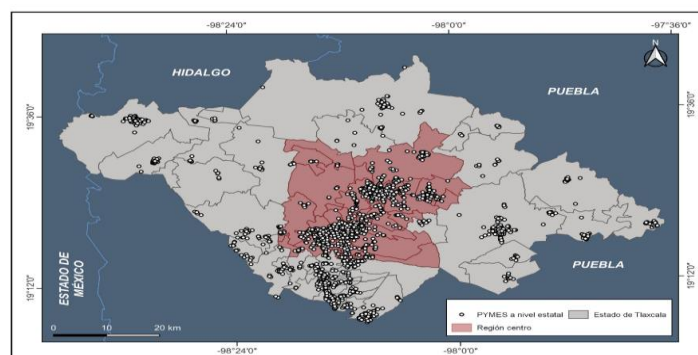 -98°24'0" -98°0'0" -97°36'0"
N
HIDALGO
PUEBLA
19°36'0" 19°36'0"
ESTADO DE
MÉXICO
PUEBLA
19°12'0" 19°12'0"
PYMES a nivel estatal Estado de Tlaxcala
Región centro
0 10 20 km
-98°24'0" -98°0'0"